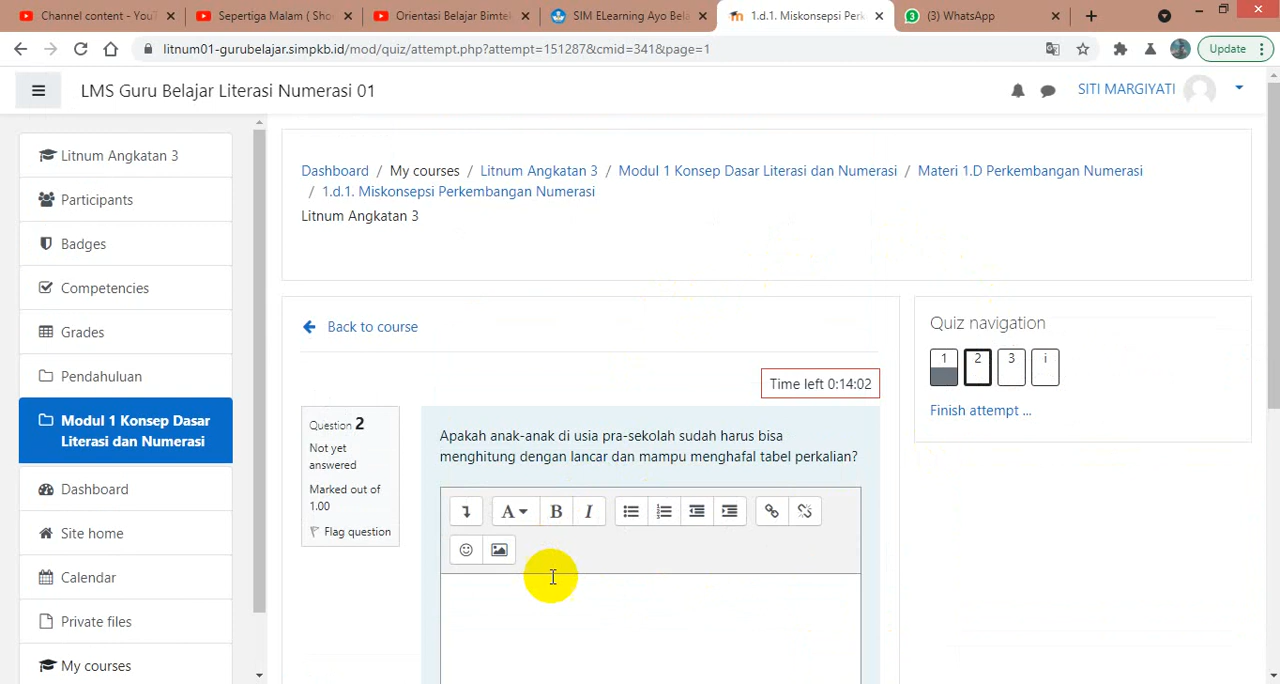 Channel content - YouT
Sepertiga Malam ( Sho
Orientasi Belajar Bimtek
SIM ELearning Ayo Bela
1.d.1. Miskonsepsi Perk
(3) WhatsApp
litnum01-gurubelajar.simpkb.id/mod/quiz/attempt.php?attempt=151287&cmid=341&page=1
Update
LMS Guru Belajar Literasi Numerasi 01
SITI MARGIYATI
Litnum Angkatan 3
Participants
Badges
Competencies
Grades
Pendahuluan
Modul 1 Konsep Dasar
Literasi dan Numerasi
Dashboard
Site home
Calendar
Private files
My courses
Dashboard / My courses / Litnum Angkatan 3 / Modul 1 Konsep Dasar Literasi dan Numerasi / Materi 1.D Perkembangan Numerasi
/ 1.d.1. Miskonsepsi Perkembangan Numerasi
Litnum Angkatan 3
Back to course
Time left 0:14:02
Question 2
Not yet
answered
Marked out of
1.00
Flag question
Apakah anak-anak di usia pra-sekolah sudah harus bisa
menghitung dengan lancar dan mampu menghafal tabel perkalian?
A B I
Quiz navigation
1 2 3 i
Finish attempt ...